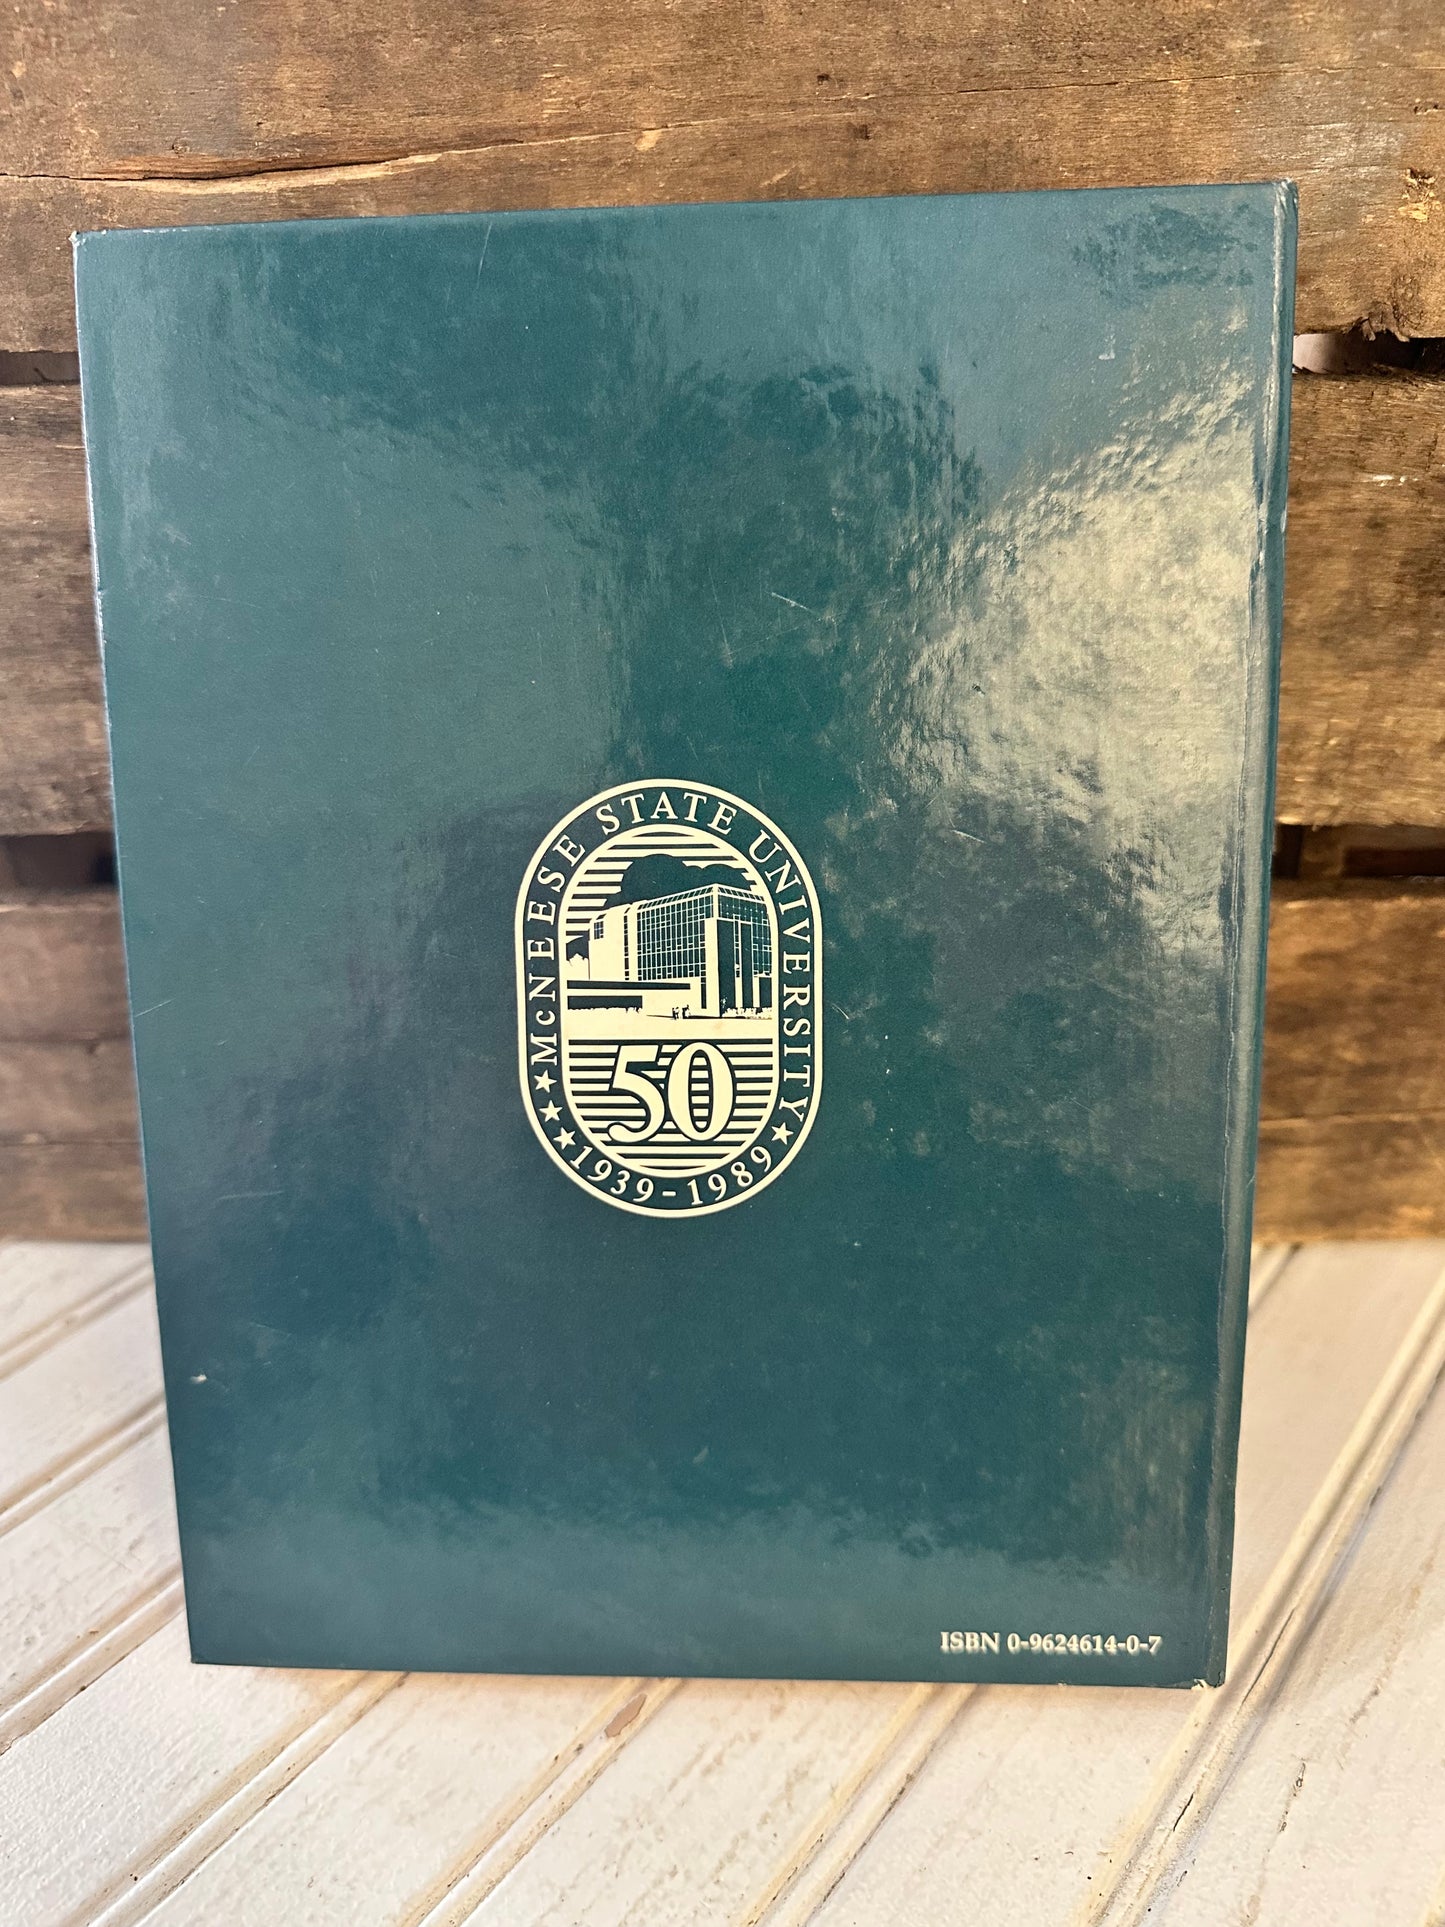 McNEESE STATE UNIVERSITY
50
1939-1989
ISBN 0-9624614-0-7